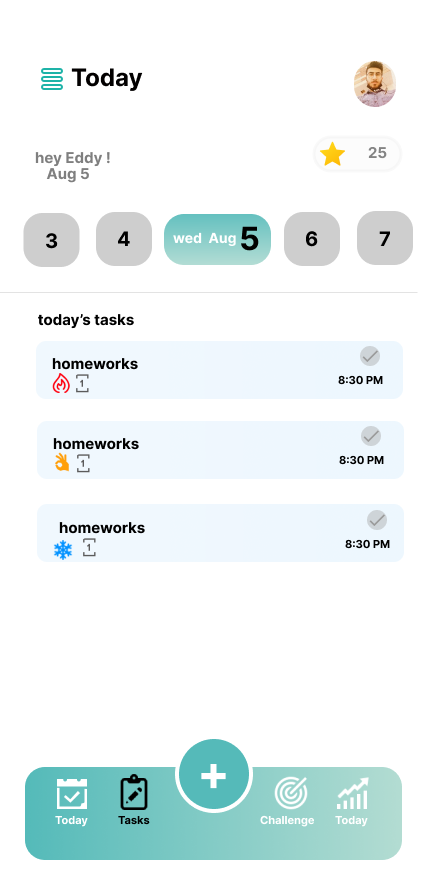 Today
25
hey Eddy !
Aug 5
3 4 wed Aug 5 6 7
today's tasks
homeworks
1
8:30 PM
homeworks
1
8:30 PM
homeworks
1
8:30 PM
+
Today Tasks Challenge Today